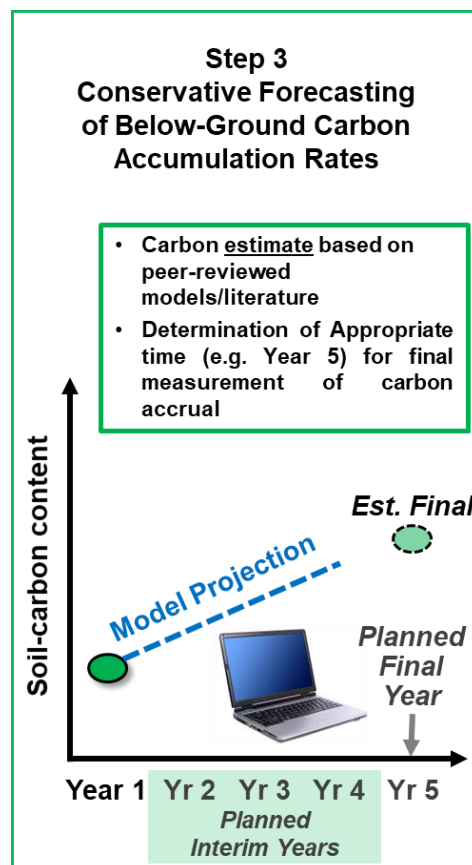 Step 3
Conservative Forecasting
of Below-Ground Carbon
Accumulation Rates
• Carbon estimate based on
peer-reviewed
models/literature
• Determination of Appropriate
time (e.g. Year 5) for final
measurement of carbon
accrual
Soil-carbon content
Est. Final
Model Projection
Planned
Final
Year
Year 1 Yr 2 Yr 3 Yr 4 Yr 5
Planned
Interim Years